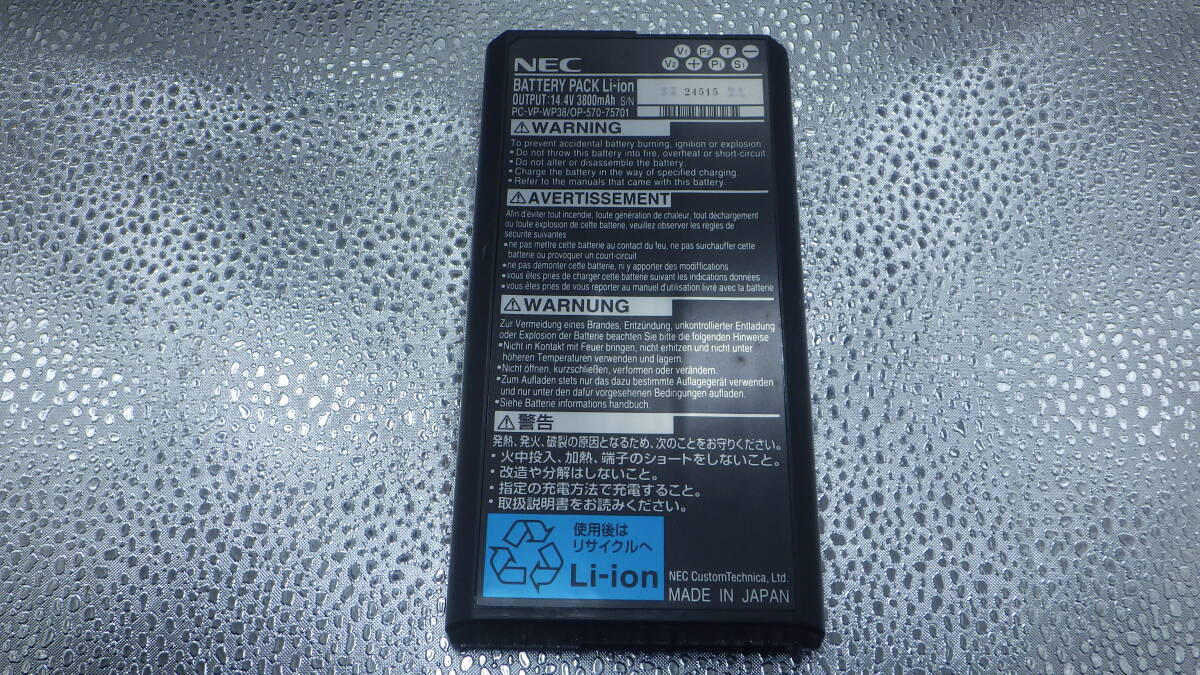 NEC
V1 P2 T −
V2 + P1 S1
BATTERY PACK Li-ion
OUTPUT:14.4V 3800mAh S/N
24515
PC-VP-WP38/OP-570-75701
⚠WARNING
To prevent accidental battery burning, ignition or explosion
•Do not throw this battery into fire, overheat or short-circuit.
•Do not alter or disassemble the battery.
•Charge the battery in the way of specified charging.
•Refer to the manuals that came with this battery.
⚠AVERTISSEMENT
Afin d'éviter tout incendie, toute génération de chaleur, tout déchargement
ou toute explosion de cette batterie, veuillez observer les règles de
sécurité suivantes
•ne pas mettre cette batterie au contact du feu, ne pas surchauffer cette
batterie ou provoquer un court-circuit
•ne pas démonter cette batterie, ni y apporter des modifications
•vous êtes priés de charger cette batterie suivant les indications données
•vous êtes priés de vous reporter au manuel d'utilisation livré avec la batterie
⚠WARNUNG
Zur Vermeidung eines Brandes, Entzündung, unkontrollierter Entladung
oder Explosion der Batterie beachten Sie bitte die folgenden Hinweise
•Nicht in Kontakt mit Feuer bringen, nicht erhitzen und nicht unter
höheren Temperaturen verwenden und lagern.
•Nicht öffnen, kurzschließen, verformen oder verändern.
•Zum Aufladen stets nur das dazu bestimmte Auflagegerät verwenden
und nur unter den dafür vorgesehenen Bedingungen aufladen.
•Siehe Batterie informations handbuch.
⚠警告
発熱、発火、破裂の原因となるため、次のことをお守りください。
・火中投入、加熱、端子のショートをしないこと。
・改造や分解はしないこと。
・指定の充電方法で充電すること。
・取扱説明書をお読みください。
使用後は
リサイクルへ
Li-ion
NEC CustomTechnica, Ltd.
MADE IN JAPAN